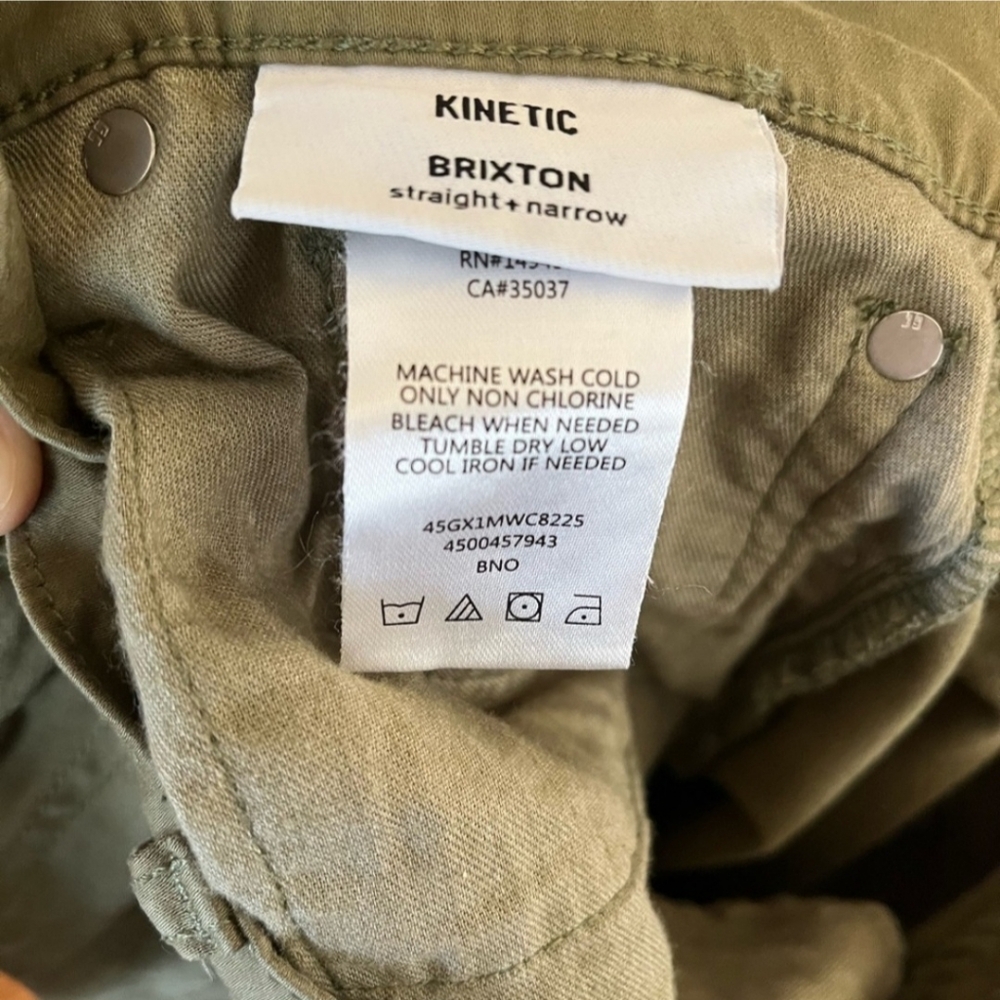 KINETIC
BRIXTON
straight+narrow
CA#35037
MACHINE WASH COLD
ONLY NON CHLORINE
BLEACH WHEN NEEDED
TUMBLE DRY LOW
COOL IRON IF NEEDED
45GX1MWC8225
4500457943
BNO